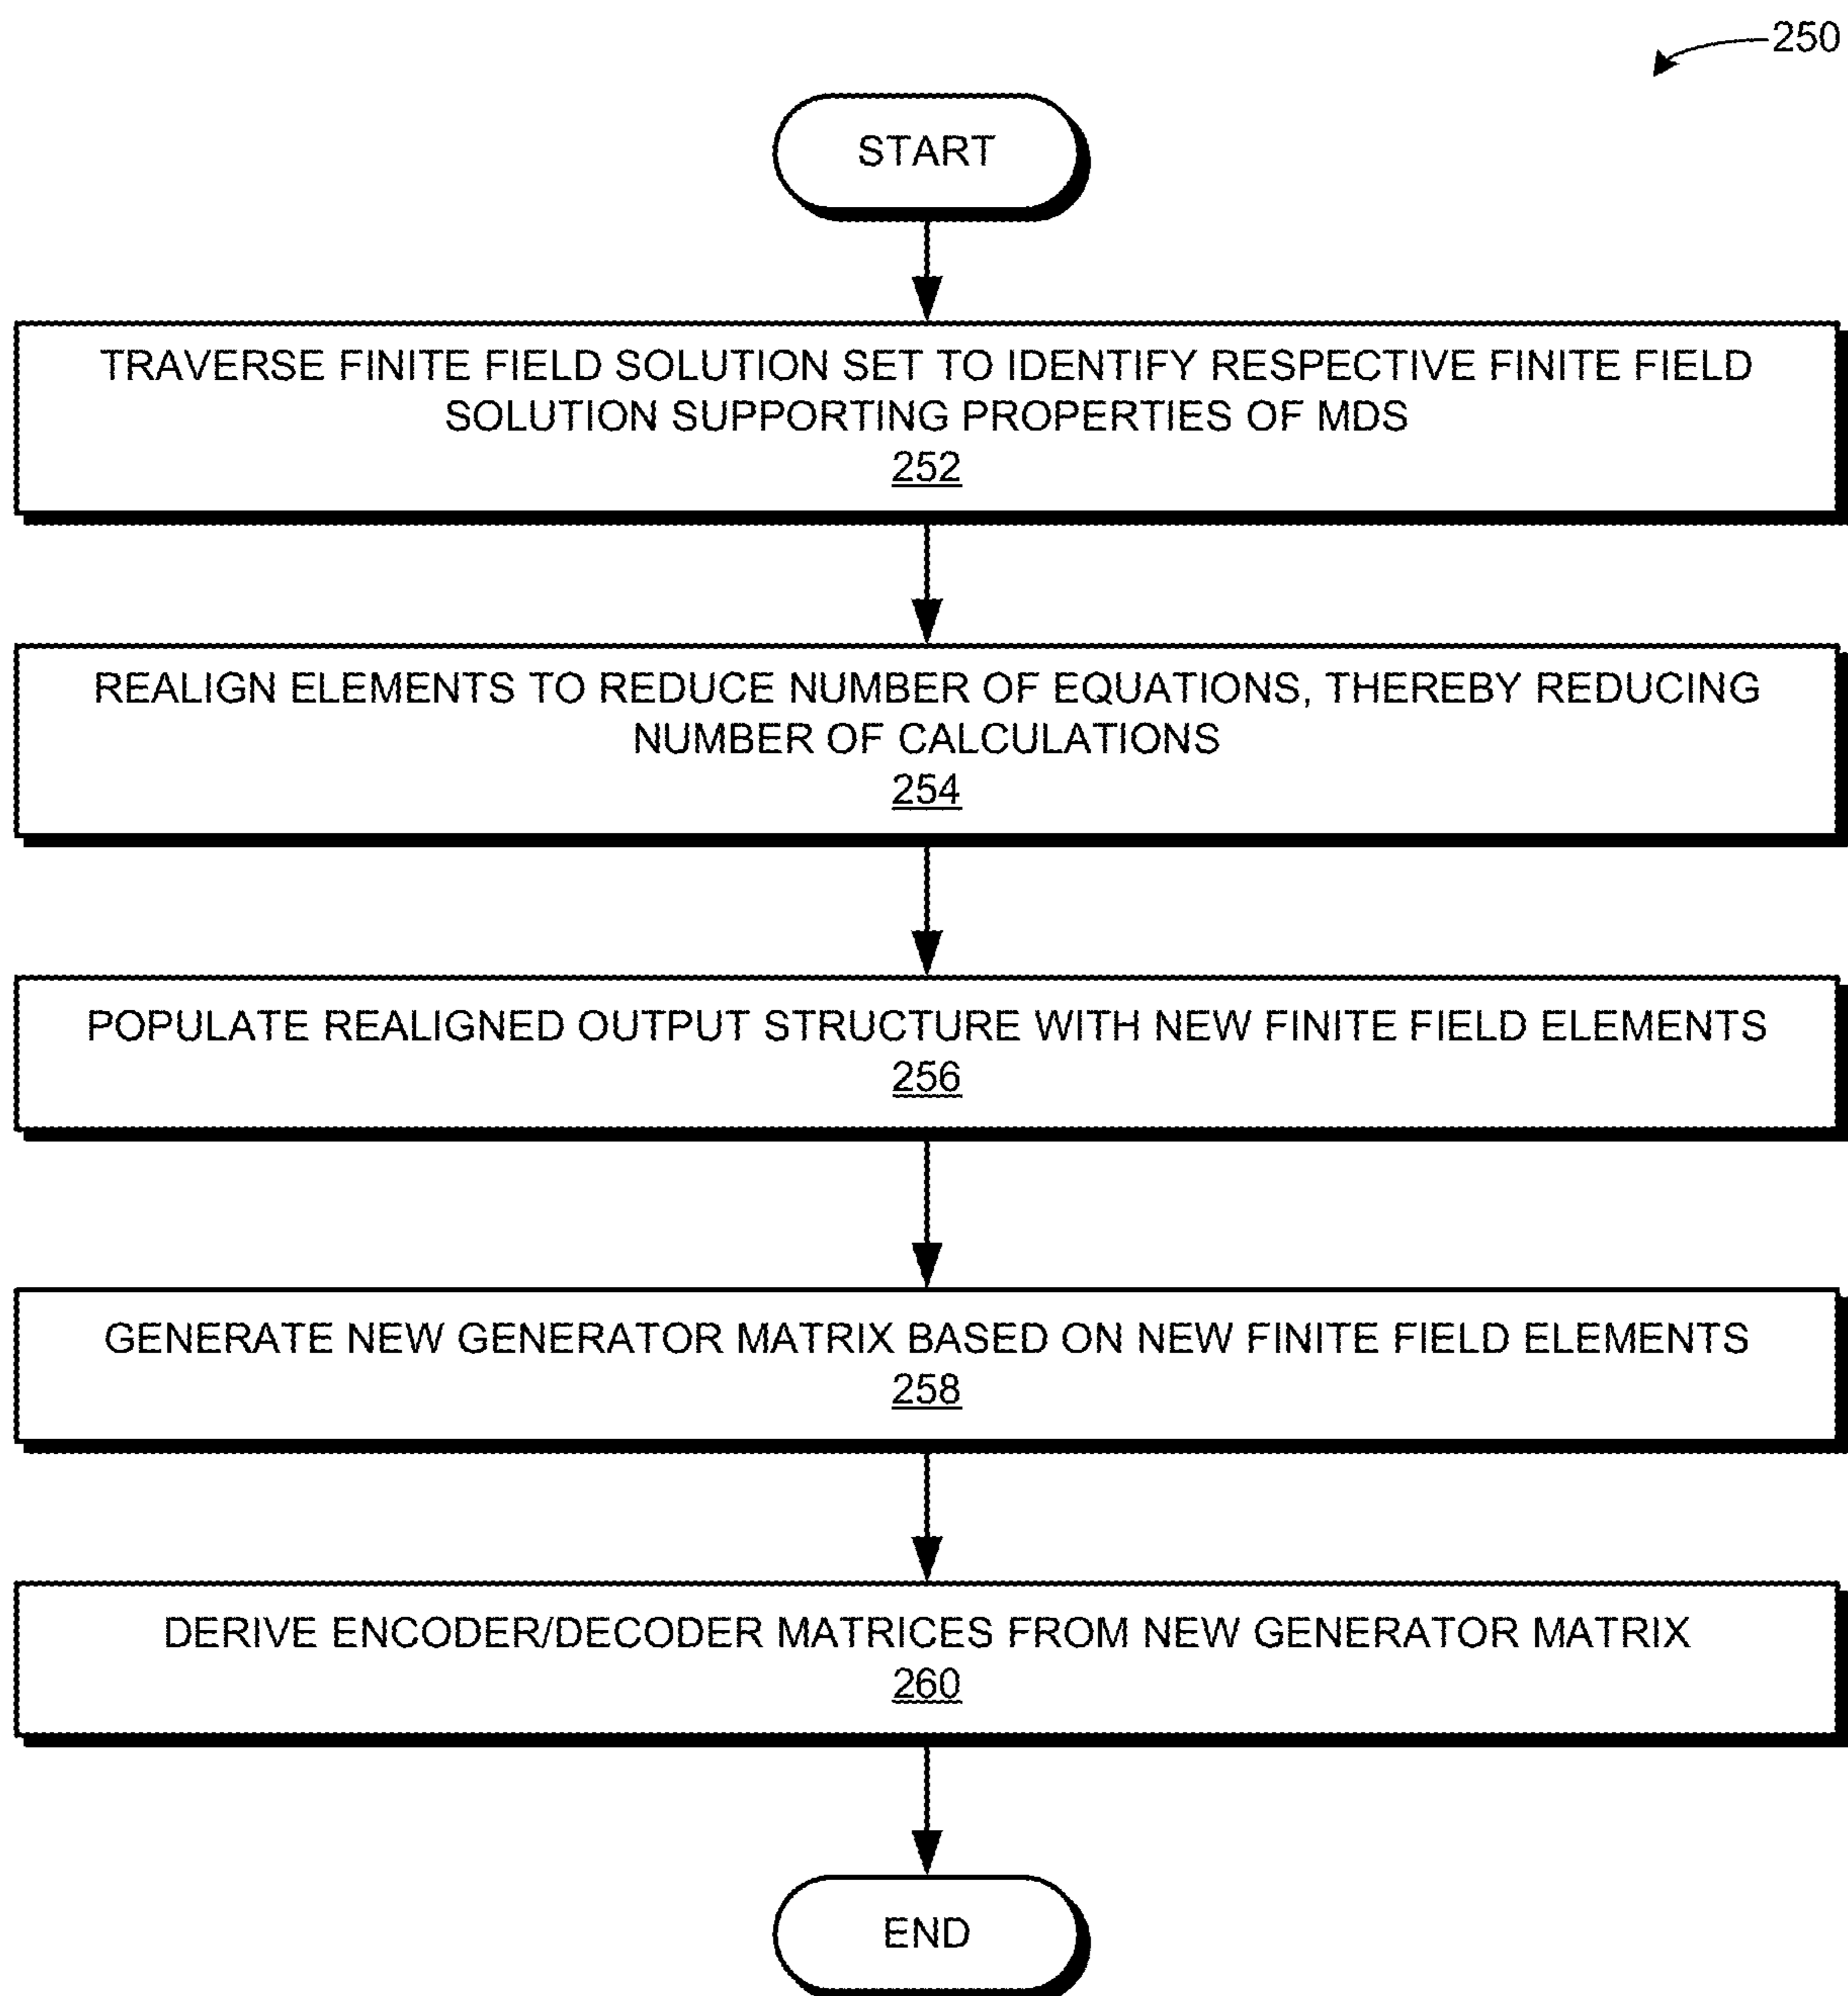 250
START
TRAVERSE FINITE FIELD SOLUTION SET TO IDENTIFY RESPECTIVE FINITE FIELD
SOLUTION SUPPORTING PROPERTIES OF MDS
252
REALIGN ELEMENTS TO REDUCE NUMBER OF EQUATIONS, THEREBY REDUCING
NUMBER OF CALCULATIONS
254
POPULATE REALIGNED OUTPUT STRUCTURE WITH NEW FINITE FIELD ELEMENTS
256
GENERATE NEW GENERATOR MATRIX BASED ON NEW FINITE FIELD ELEMENTS
258
DERIVE ENCODER/DECODER MATRICES FROM NEW GENERATOR MATRIX
260
END